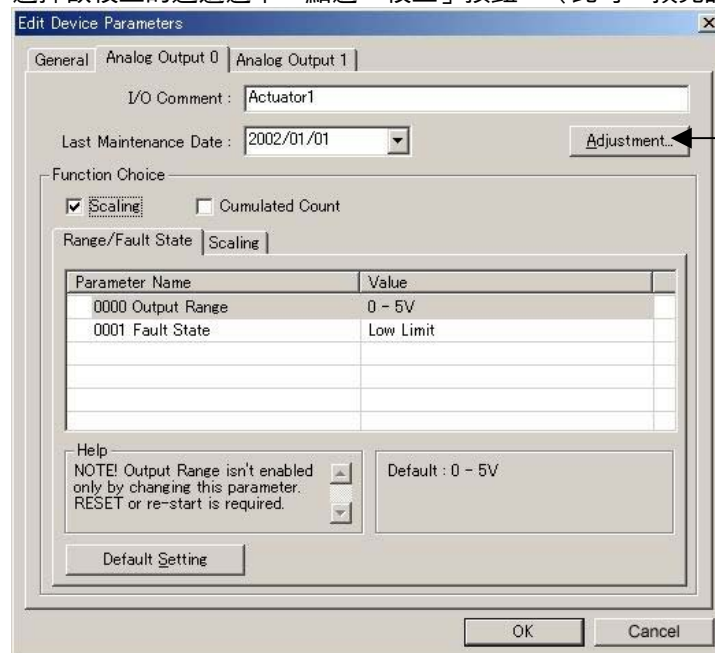 Edit Device Parameters
General Analog Output 0 Analog Output 1
I/O Comment : Actuator1
Last Maintenance Date : 2002/01/01 Adjustment...
Function Choice
Scaling Cumulated Count
Range/Fault State Scaling
Parameter Name Value
0000 Output Range 0 - 5V
0001 Fault State Low Limit
Help
NOTE! Output Range isn't enabled
only by changing this parameter.
RESET or re-start is required.
Default : 0 - 5V
Default Setting
OK Cancel